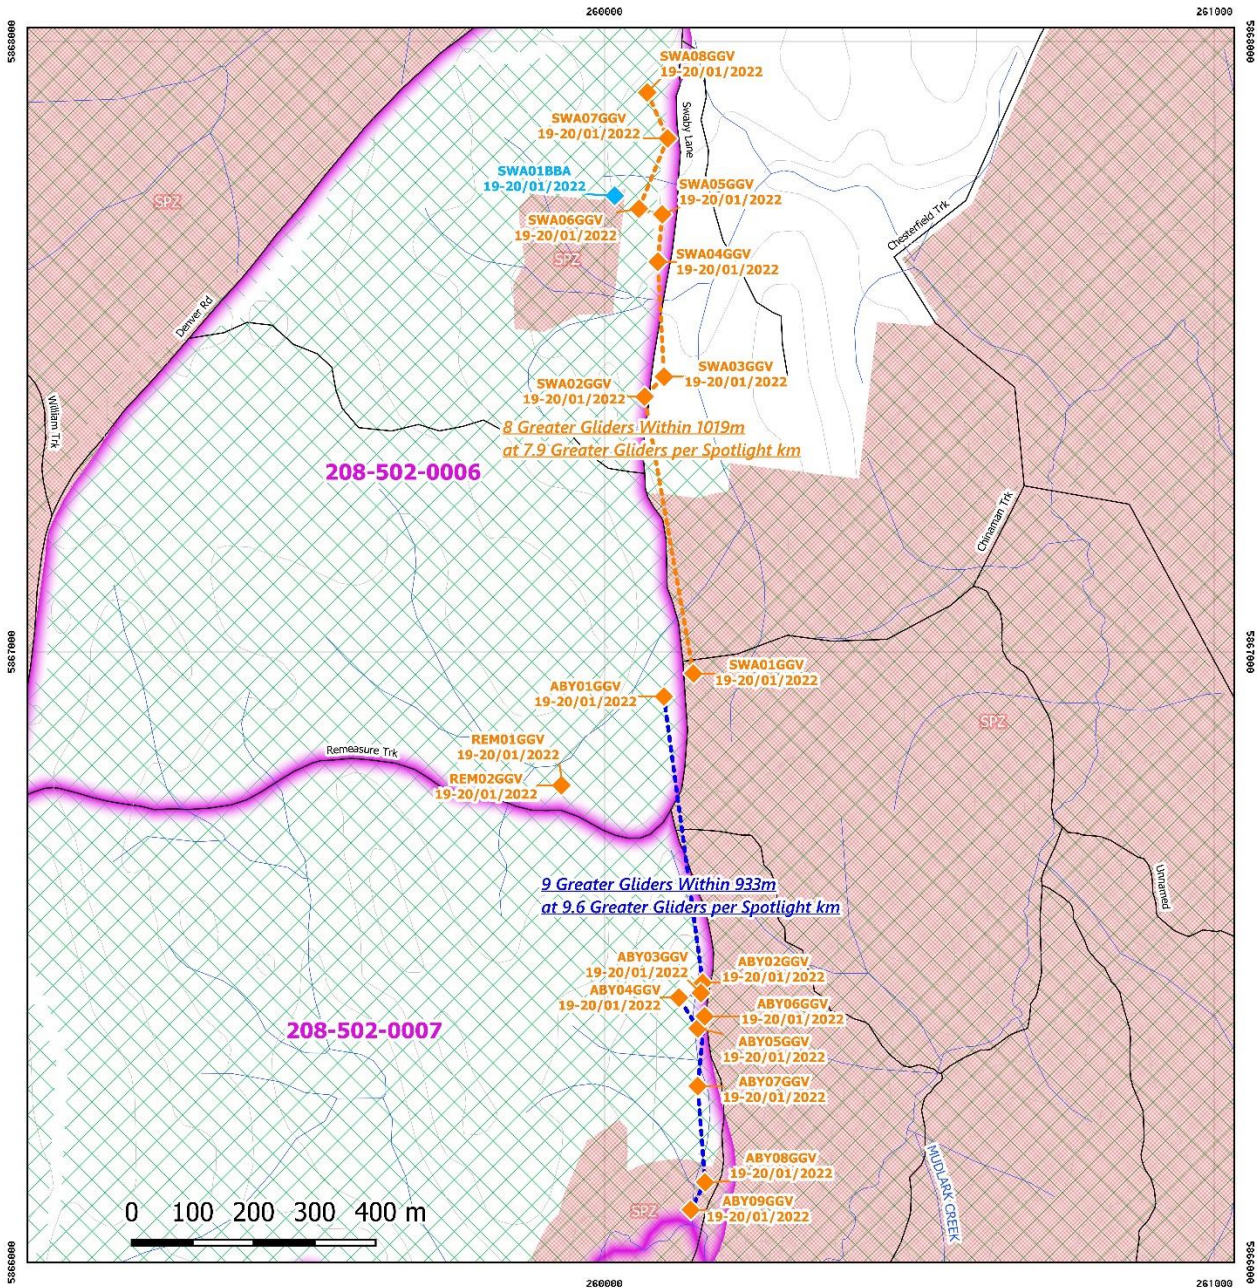 260000
261000
5868000
5868000
SWA08GGV
19-20/01/2022
SWA07GGV
19-20/01/2022
Swaby Lane
SWA01BBA
19-20/01/2022
SWA05GGV
19-20/01/2022
SPZ
SWA06GGV
19-20/01/2022
Chesterfield Trk
SPZ
SWA04GGV
19-20/01/2022
Denver Rd
SWA03GGV
19-20/01/2022
SWA02GGV
19-20/01/2022
William Trk
8 Greater Gliders Within 1019m
at 7.9 Greater Gliders per Spotlight km
208-502-0006
Chinaman Trk
5867000
5867000
SWA01GGV
19-20/01/2022
ABY01GGV
19-20/01/2022
SPZ
REM01GGV
19-20/01/2022
Remeasure Trk
REM02GGV
19-20/01/2022
Unnamed
9 Greater Gliders Within 933m
at 9.6 Greater Gliders per Spotlight km
ABY03GGV
19-20/01/2022
ABY02GGV
19-20/01/2022
ABY04GGV
19-20/01/2022
ABY06GGV
19-20/01/2022
208-502-0007
ABY05GGV
19-20/01/2022
ABY07GGV
19-20/01/2022
MUDLARK CREEK
ABY08GGV
19-20/01/2022
ABY09GGV
19-20/01/2022
SPZ
0 100 200 300 400 m
5866000
5866000
260000
261000